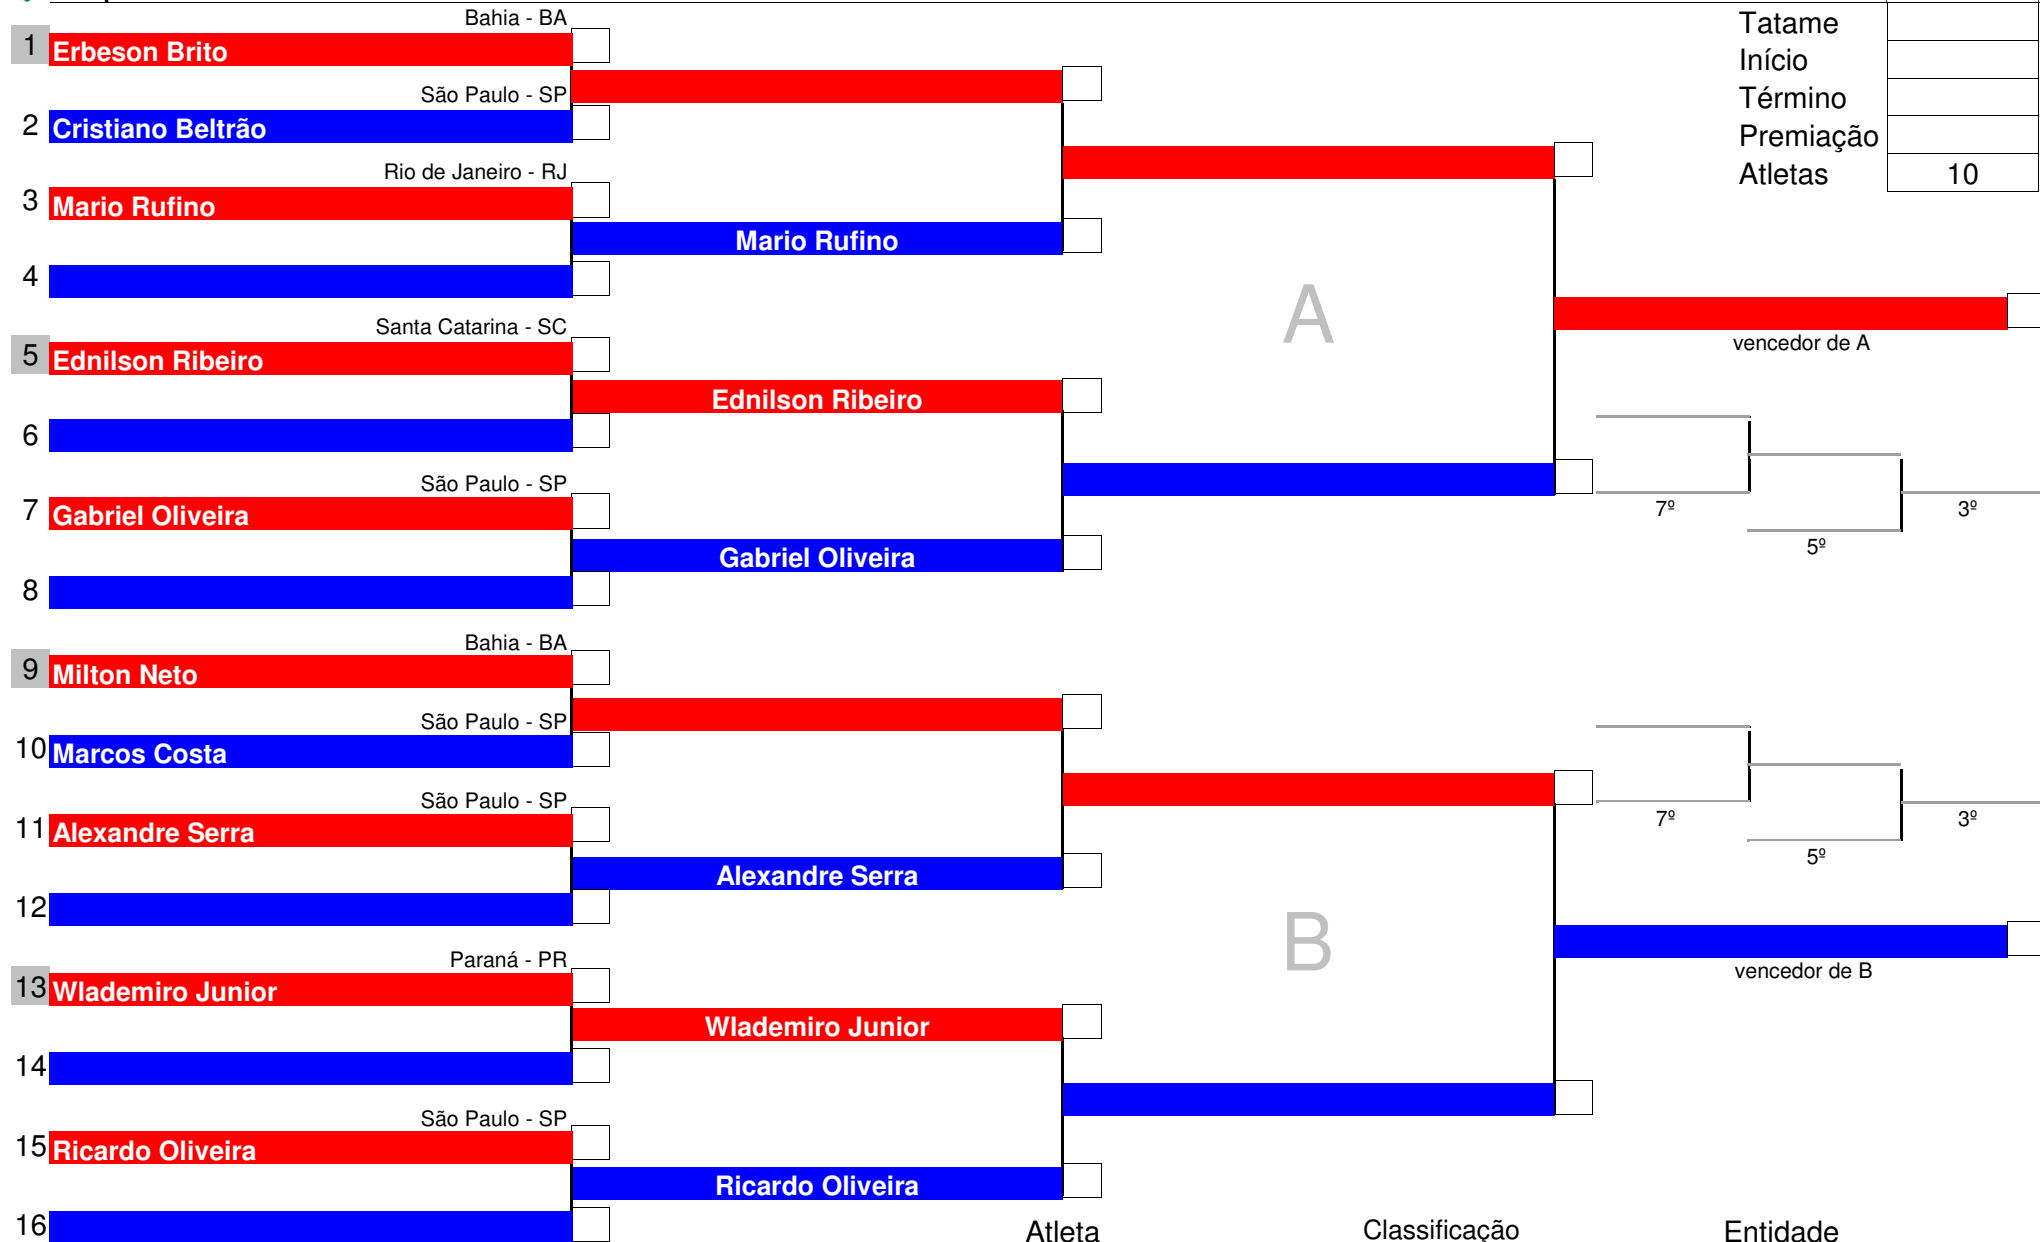 Bahia - BA
Tatame
1 Erbeson Brito
Início
São Paulo - SP
Término
2 Cristiano Beltrão
Premiação
Rio de Janeiro - RJ
Atletas 10
3 Mario Rufino
Mario Rufino
4
A
Santa Catarina - SC
vencedor de A
5 Ednilson Ribeiro
Ednilson Ribeiro
6
São Paulo - SP
7 Gabriel Oliveira
7º 3º
5º
Gabriel Oliveira
8
Bahia - BA
9 Milton Neto
São Paulo - SP
10 Marcos Costa
São Paulo - SP
11 Alexandre Serra
7º 3º
5º
Alexandre Serra
12
B
Paraná - PR
vencedor de B
13 Wlademiro Junior
Wlademiro Junior
14
São Paulo - SP
15 Ricardo Oliveira
Ricardo Oliveira
16
Atleta Classificação Entidade